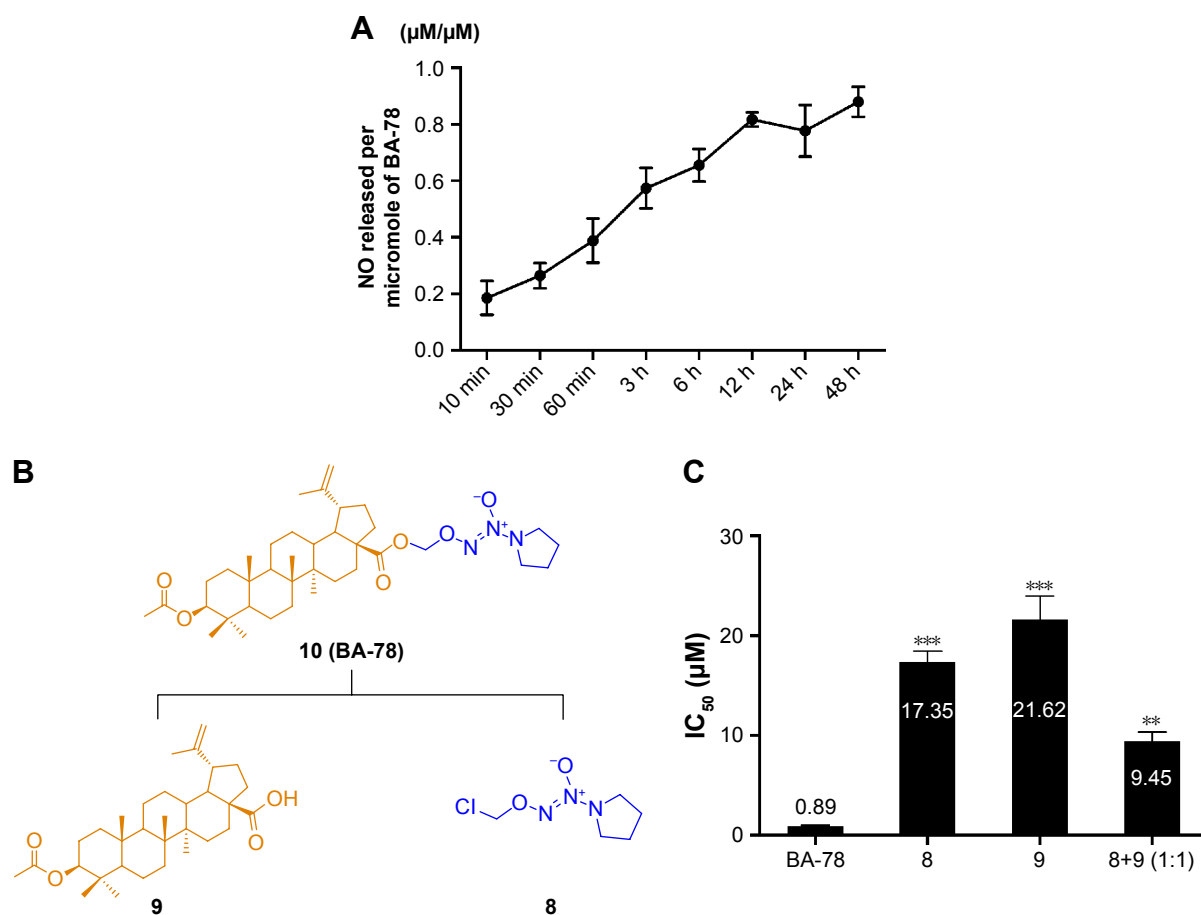 A (µM/µM)
NO released per
micromole of BA-78
1.0
0.8
0.6
0.4
0.2
0.0
10 min
30 min
60 min
3 h
6 h
12 h
24 h
48 h
B
⁻O
O
N
N⁺
N
O
O
O
O
10 (BA-78)
OH
O
O
O
9
⁻O
Cl
O
N
N⁺
N
8
C
IC₅₀ (µM)
30
20
10
0
0.89
***
17.35
***
21.62
**
9.45
BA-78
8
9
8+9 (1:1)